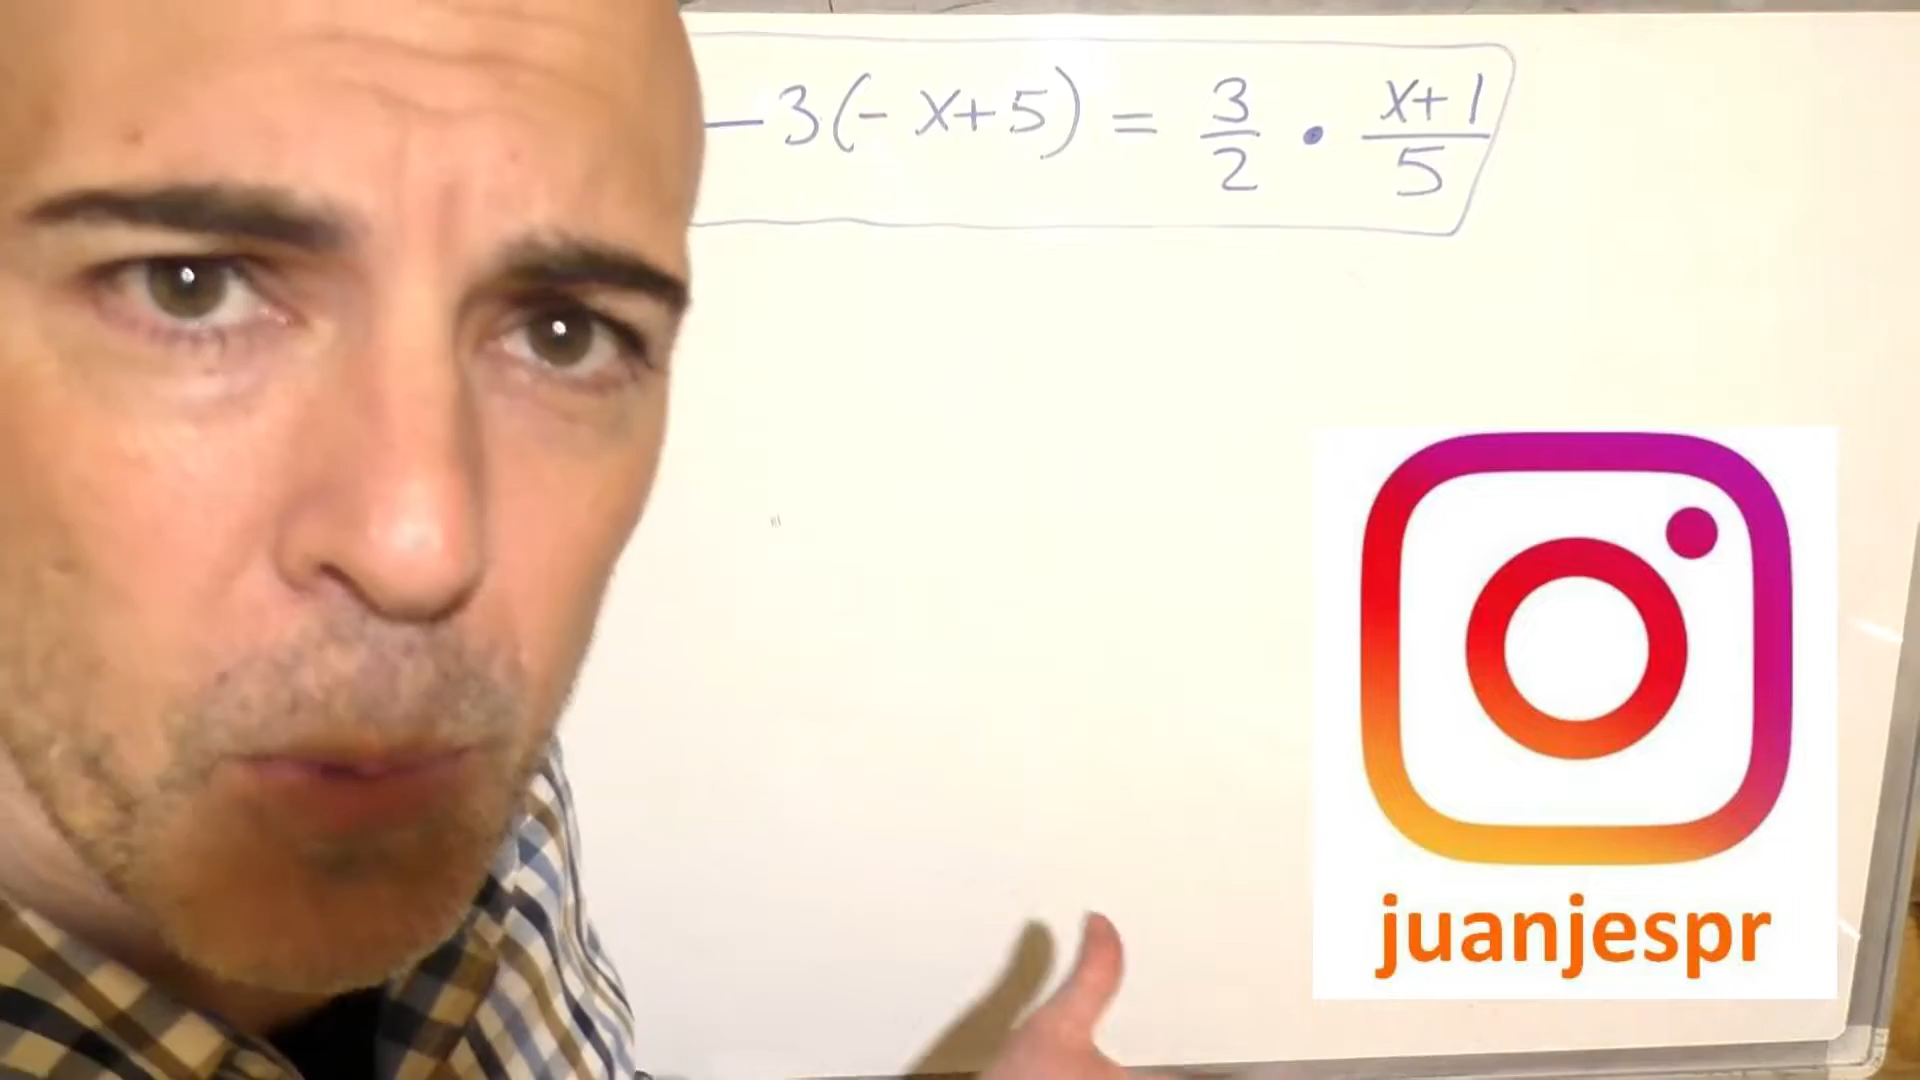 −3(−x+5) = 3/2 • x+1/5
juanjespr